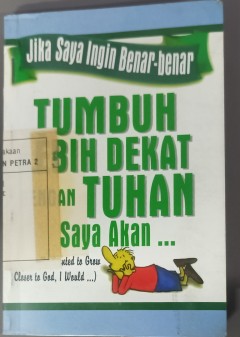 Jika Saya Ingin Benar-benar
TUMBUH
BIH DEKAT
AN TUHAN
Saya Akan ...
nted to Grow
Closer to God, I Would ...)
kaan
N PETRA 2